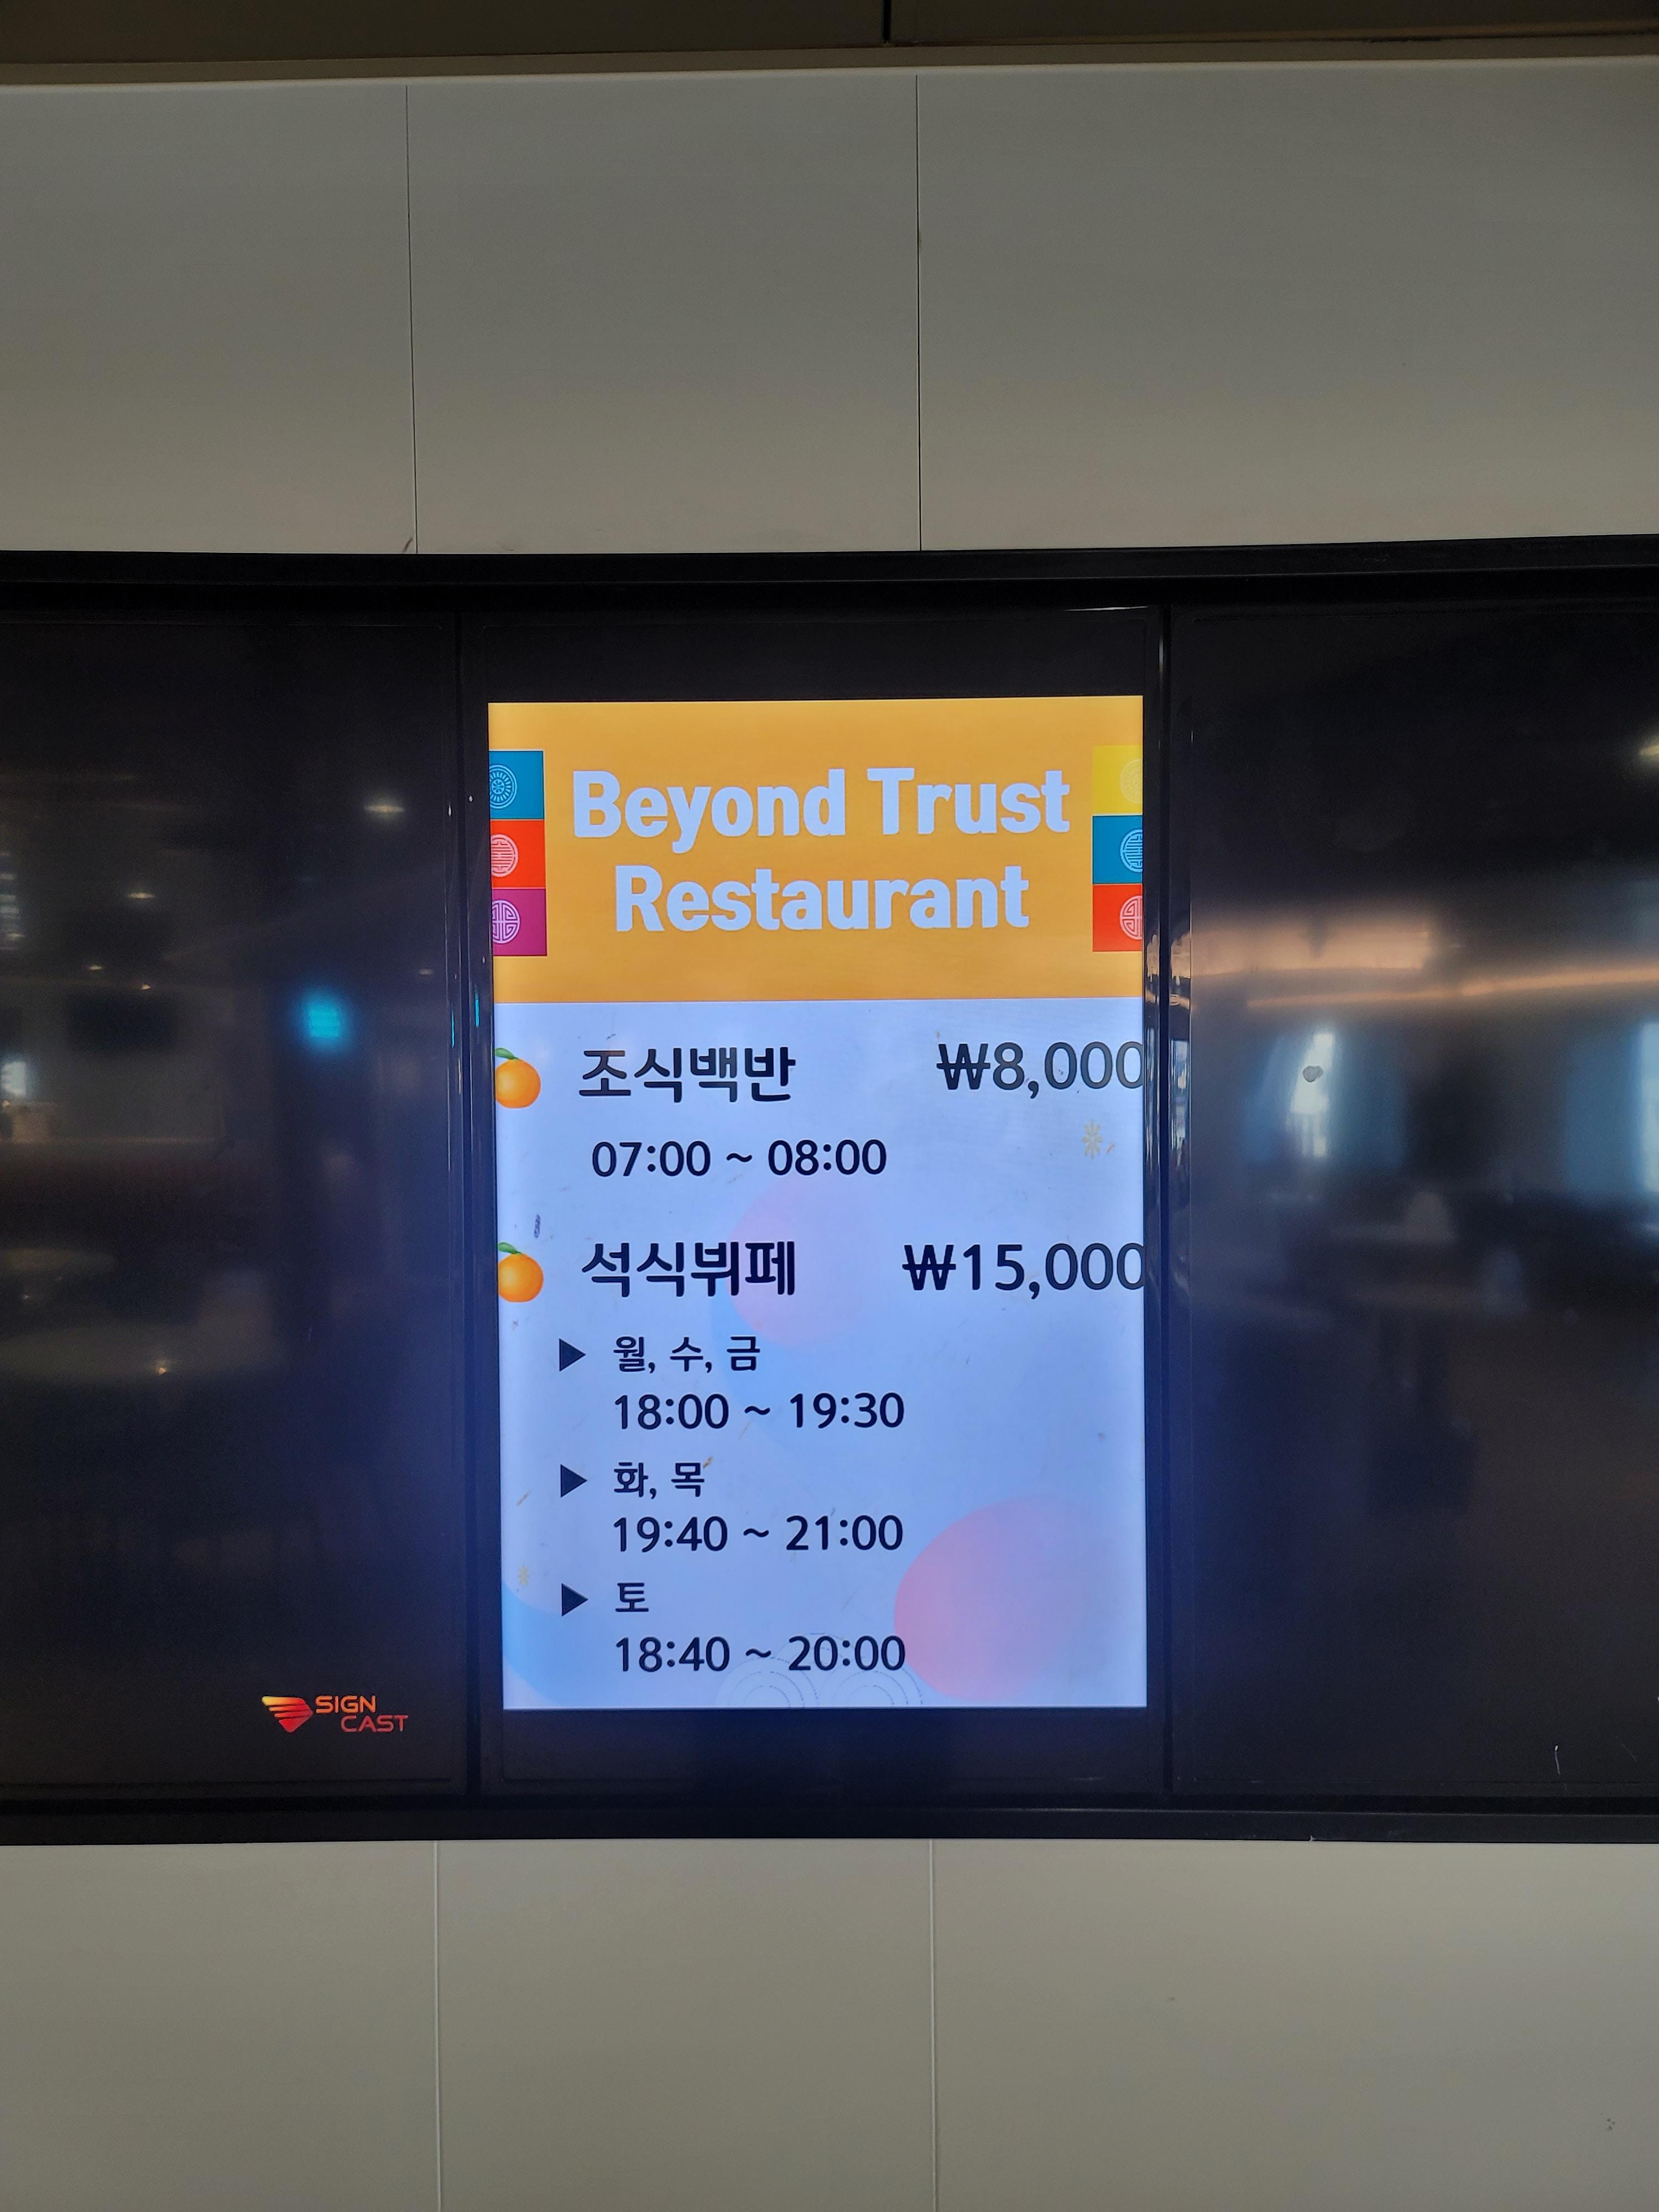 Beyond Trust
Restaurant
조식백반 ₩8,000
07:00 ~ 08:00
석식뷔페 ₩15,000
▶ 월, 수, 금
18:00 ~ 19:30
▶ 화, 목
19:40 ~ 21:00
▶ 토
18:40 ~ 20:00
SIGN
CAST